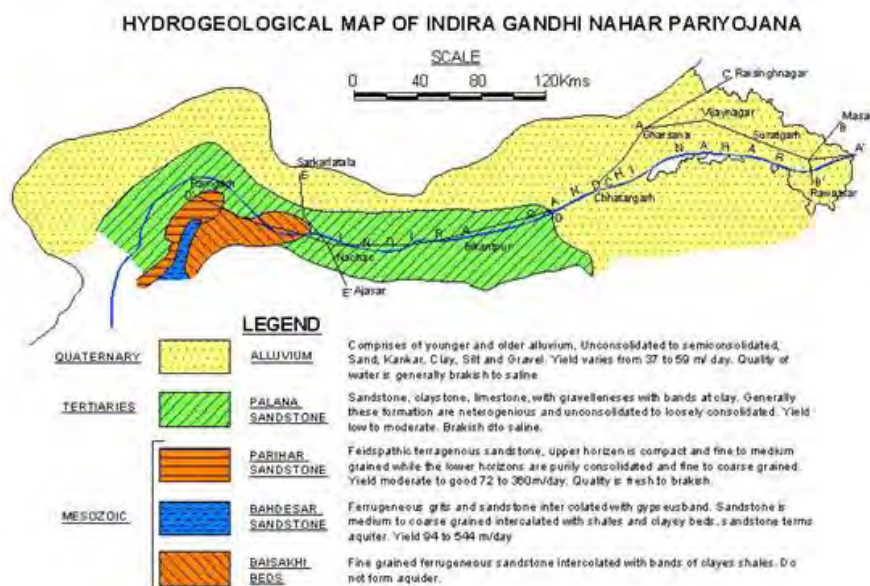 HYDROGEOLOGICAL MAP OF INDIRA GANDHI NAHAR PARIYOJANA
SCALE
0 40 80 120Kms
C Raisinghnagar
Masa
B
Vijaynagar
A
Gharsana
Suratgarh
A'
N A H A R
Sarkarlatala
E
G A N D H I
Chhatargarh
B'
Rawatsar
D
I N D I R A
Bikampur
Nachna
E' Ajasar
LEGEND
QUATERNARY
ALLUVIUM
Comprises of younger and older alluvium, Unconsolidated to semiconsolidated,
Sand, Kankar, Clay, Silt and Gravel. Yield varies from 37 to 59 m/ day. Quality of
water is generally brakish to saline
TERTIARIES
PALANA
SANDSTONE
Sandstone, claystone, limestone, with gravelleneses with bands at clay. Generally
these formation are neterogenious and unconsolidated to loosely consolidated. Yield
low to moderate. Brakish dto saline.
MESOZOIC
PARIHAR
SANDSTONE
Feldspathic terragenous sandstone, upper horizen is compact and fine to medium
grained while the lower horizons are purily consolidated and fine to coarse grained.
Yield moderate to good 72 to 360m/day. Quality is fresh to brakish.
BAHDESAR
SANDSTONE
Ferrugeneous grits and sandstone inter colated with gypseusband. Sandstone is
medium to coarse grained intercalated with shales and clayey beds, sandstone terms
aquifer. Yield 94 to 544 m/day
BAISAKHI
BEDS
Fine grained ferrugeneous sandstone intercolated with bands of clayes shales. Do
not form aquider.